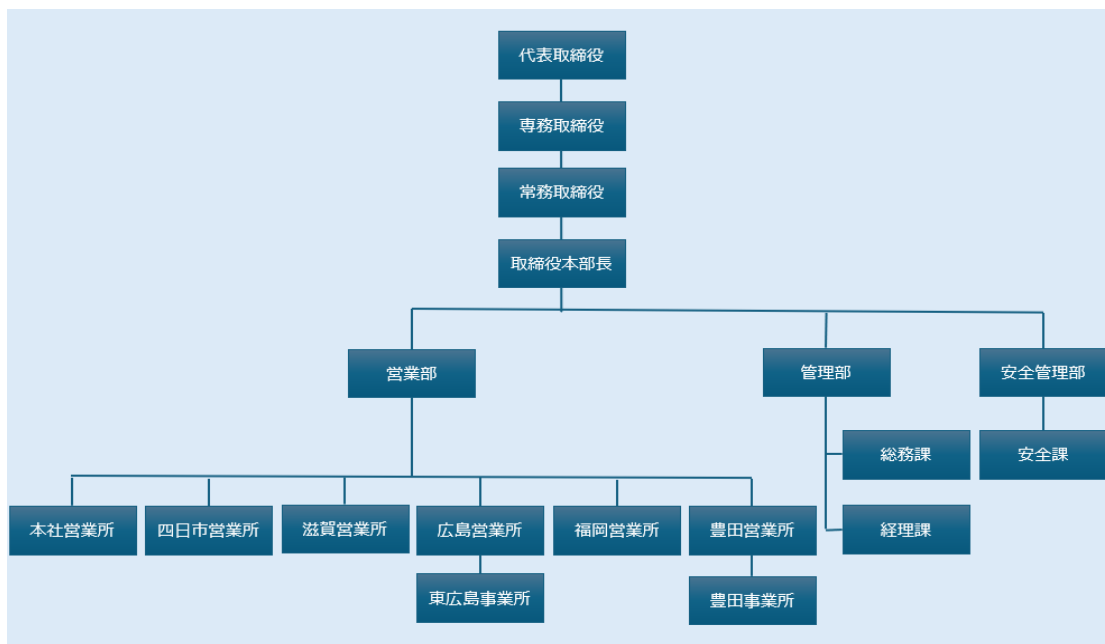 代表取締役
専務取締役
常務取締役
取締役本部長
営業部
管理部
安全管理部
総務課
安全課
経理課
本社営業所
四日市営業所
滋賀営業所
広島営業所
福岡営業所
豊田営業所
東広島事業所
豊田事業所